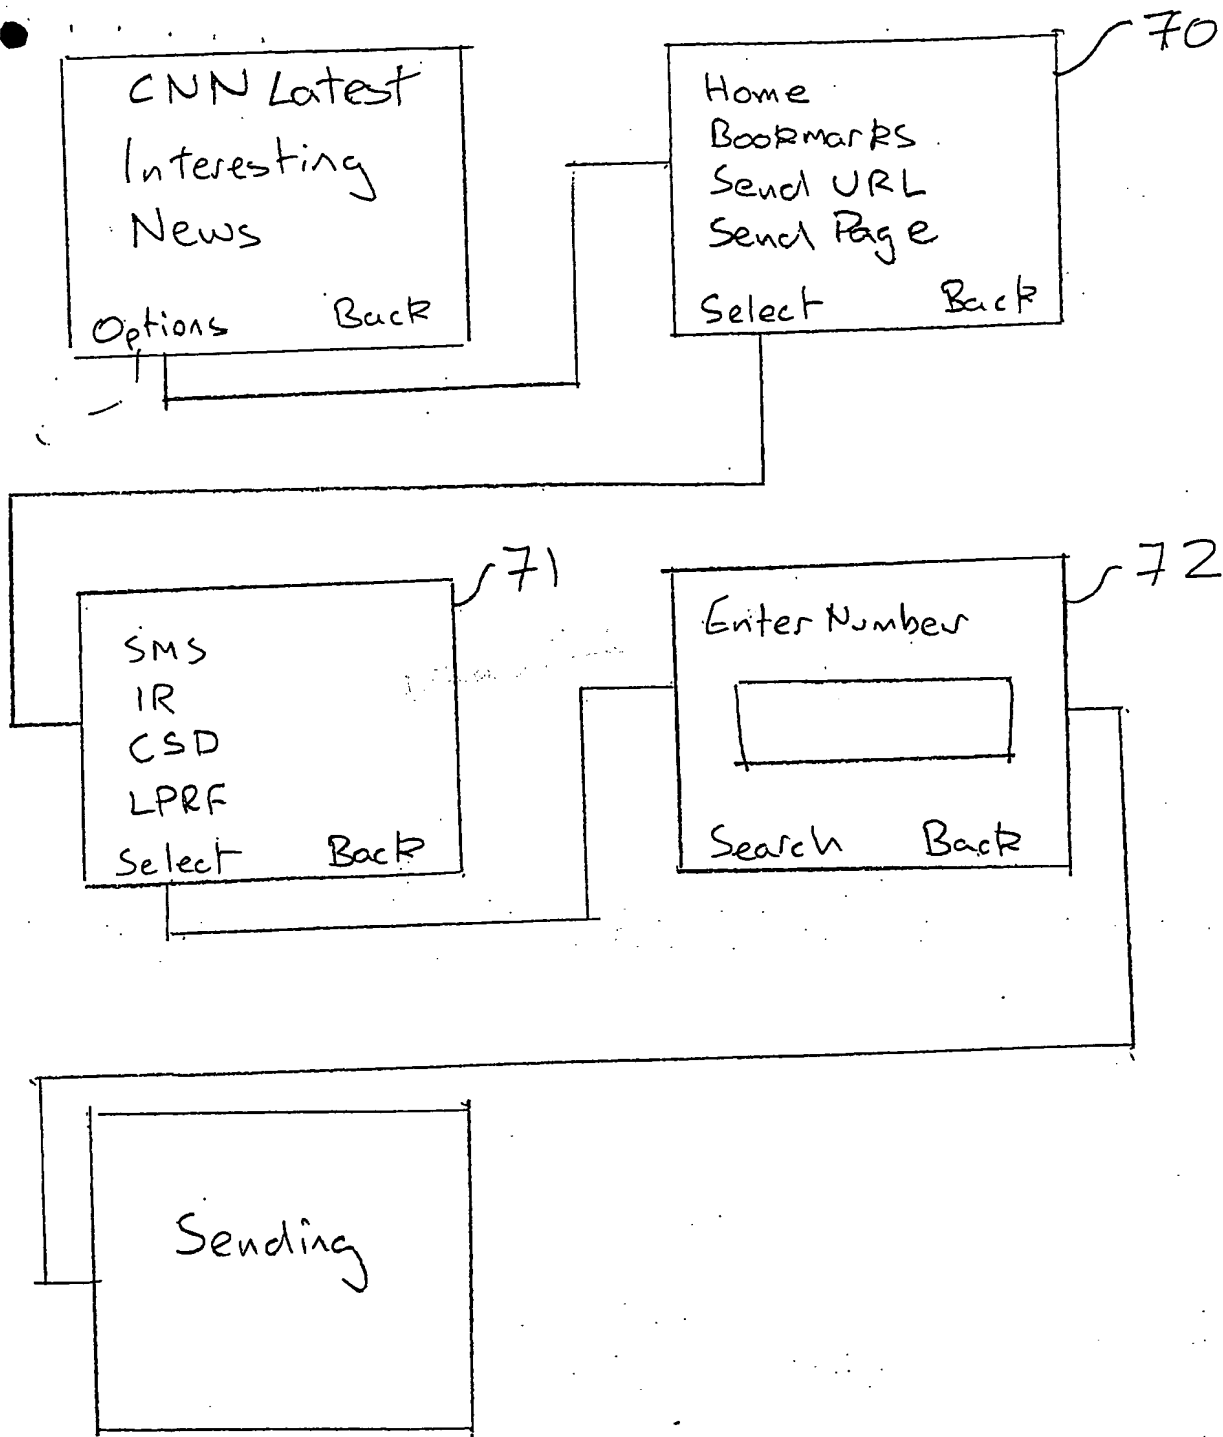 CNN Latest
Interesting
News
Options Back
70
Home
Bookmarks
Send URL
Send Page
Select Back
71
SMS
IR
CSD
LPRF
Select Back
72
Enter Number
Search Back
Sending